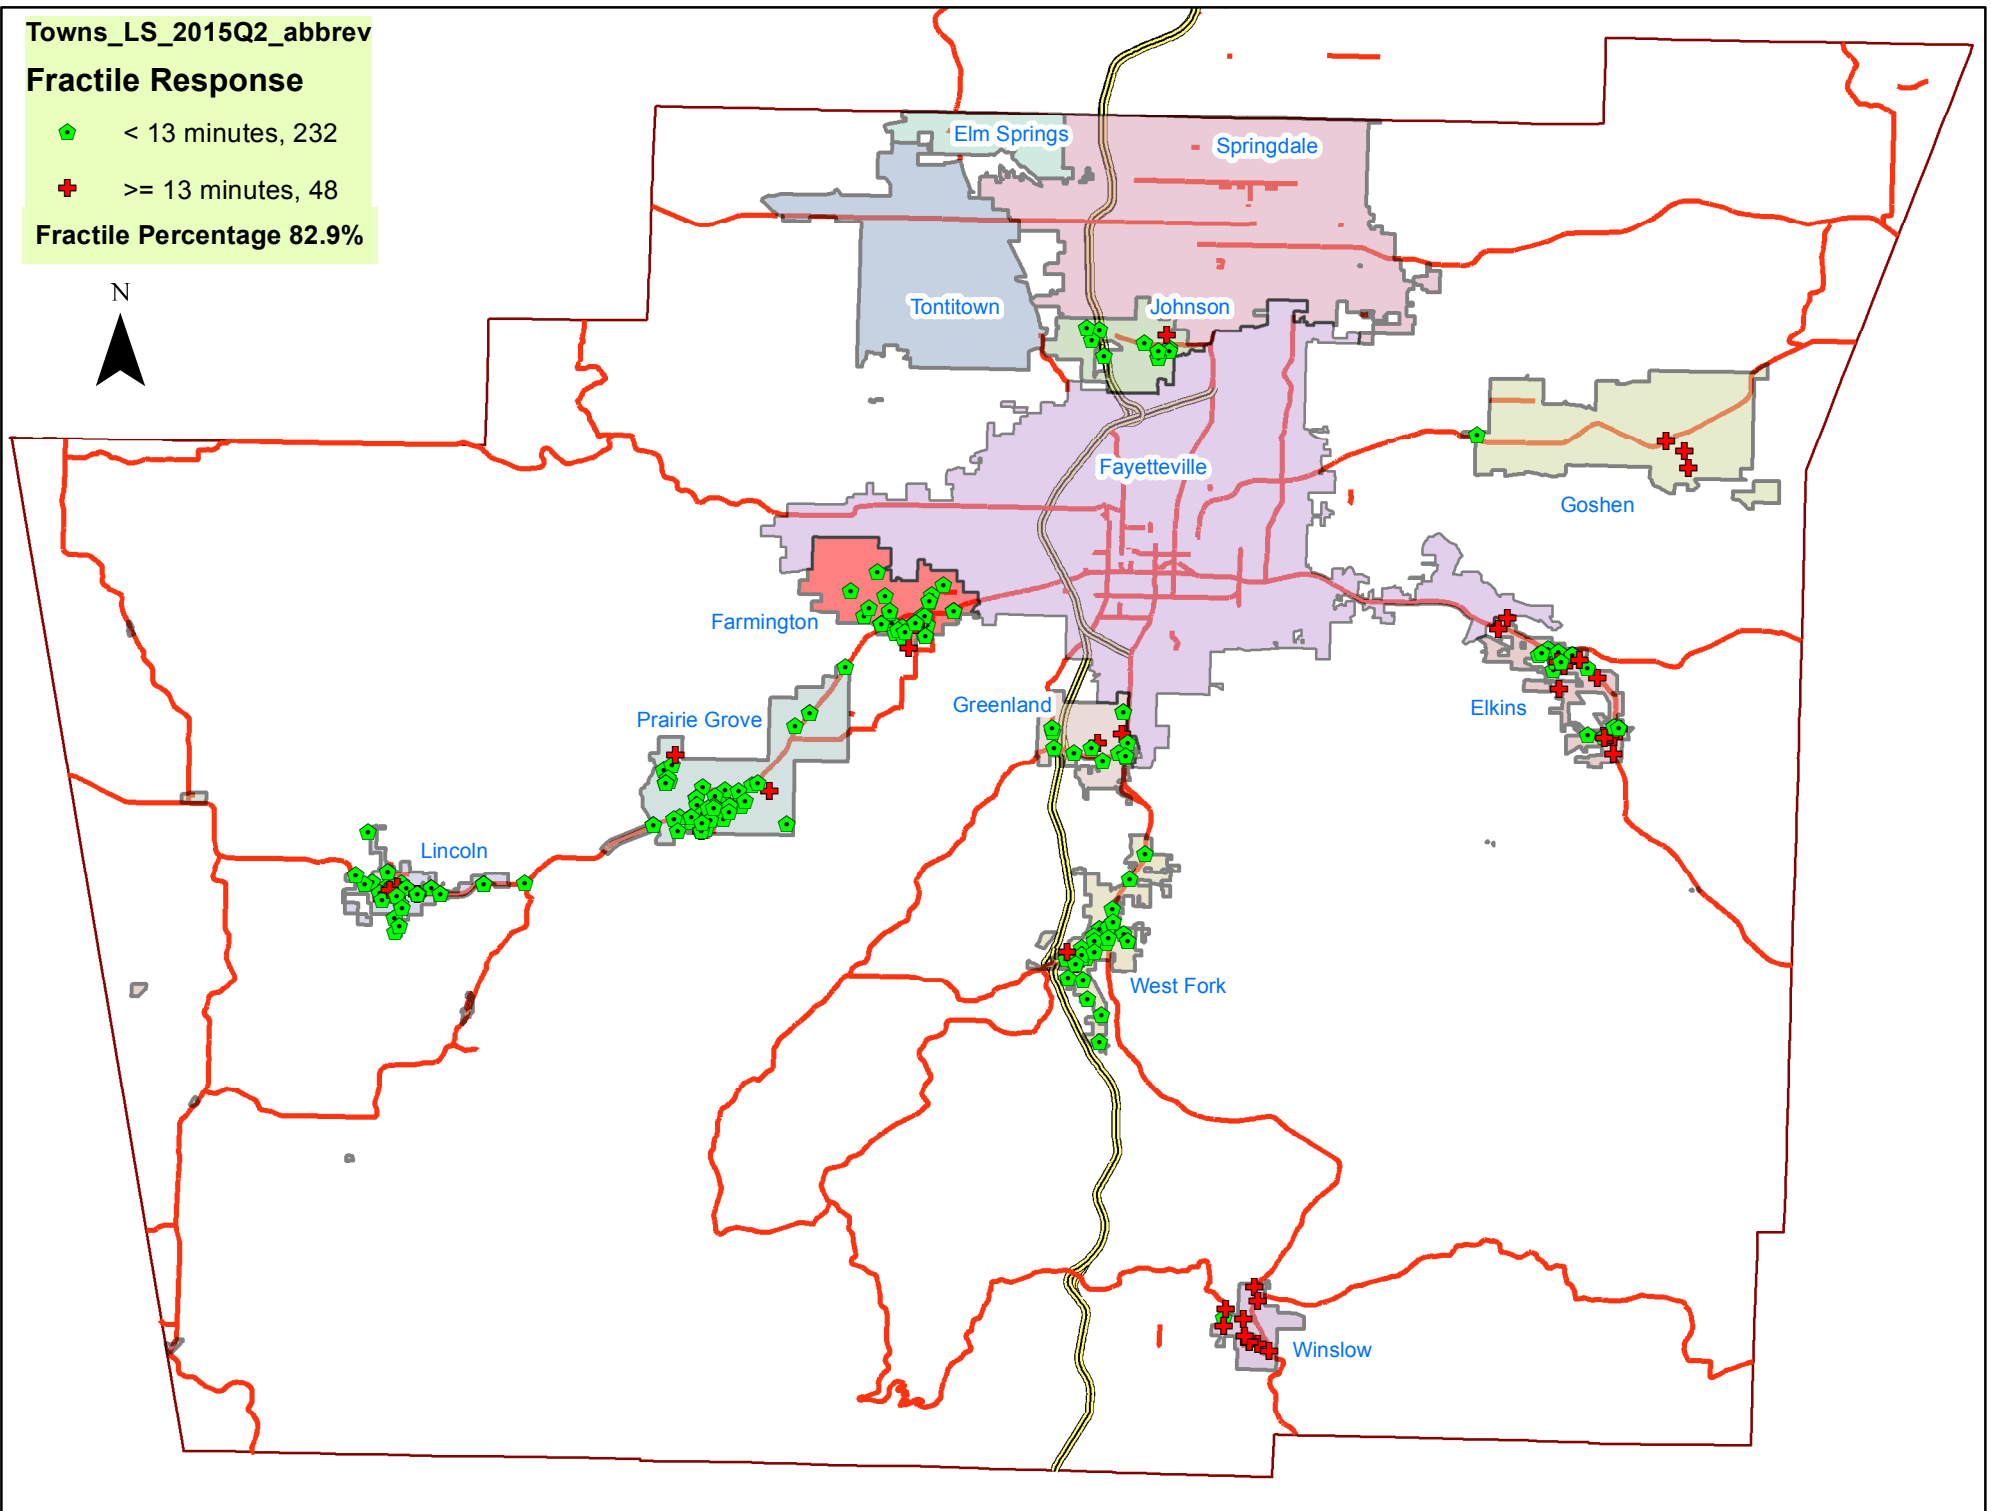 Towns_LS_2015Q2_abbrev
Fractile Response
< 13 minutes, 232
>= 13 minutes, 48
Fractile Percentage 82.9%
N
Elm Springs
Springdale
Tontitown
Johnson
Fayetteville
Goshen
Farmington
Prairie Grove
Greenland
Elkins
Lincoln
West Fork
Winslow